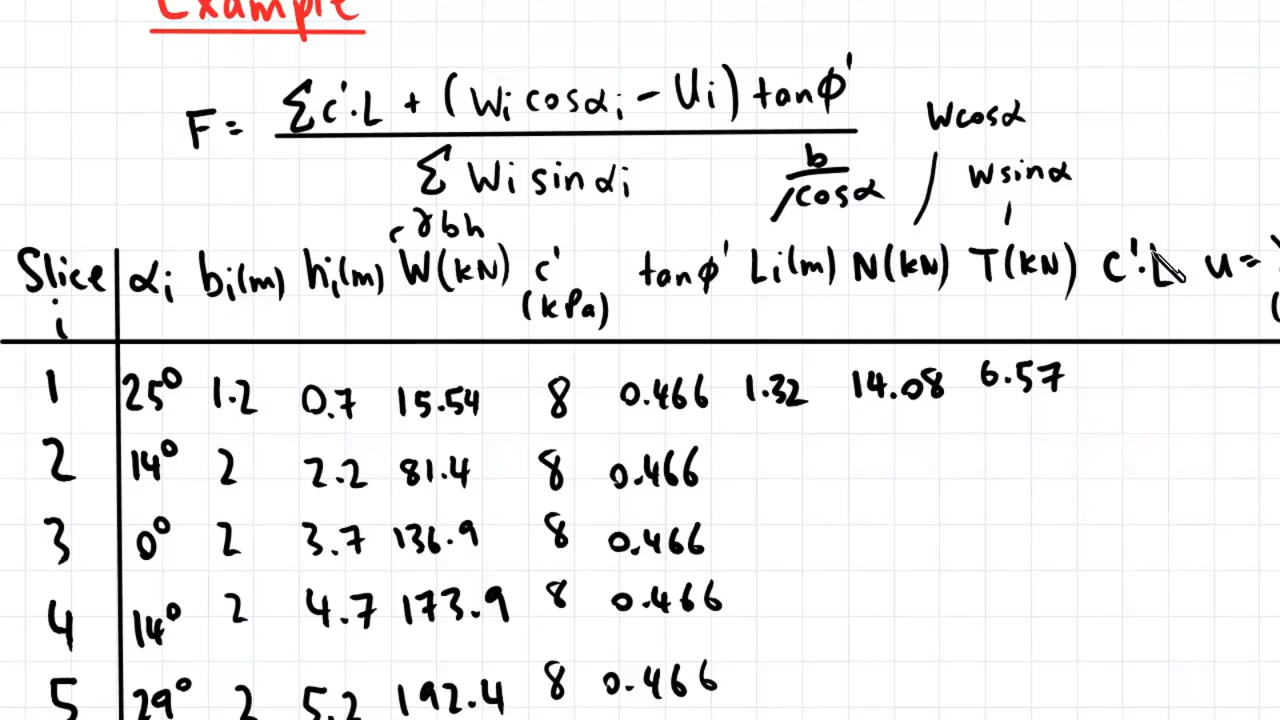 Example
F = Σ c'·L + (Wi cosαi - Ui) tanϕ'
Σ Wi sinαi
b
/cosα
Wcosα
Wsinα
γbh
Slice i αi bi(m) hi(m) W(kN) c' (kPa) tanϕ' Li(m) N(kN) T(kN) C'·L u =
1 25° 1.2 0.7 15.54 8 0.466 1.32 14.08 6.57
2 14° 2 2.2 81.4 8 0.466
3 0° 2 3.7 136.9 8 0.466
4 14° 2 4.7 173.9 8 0.466
5 29° 2 5.2 192.4 8 0.466